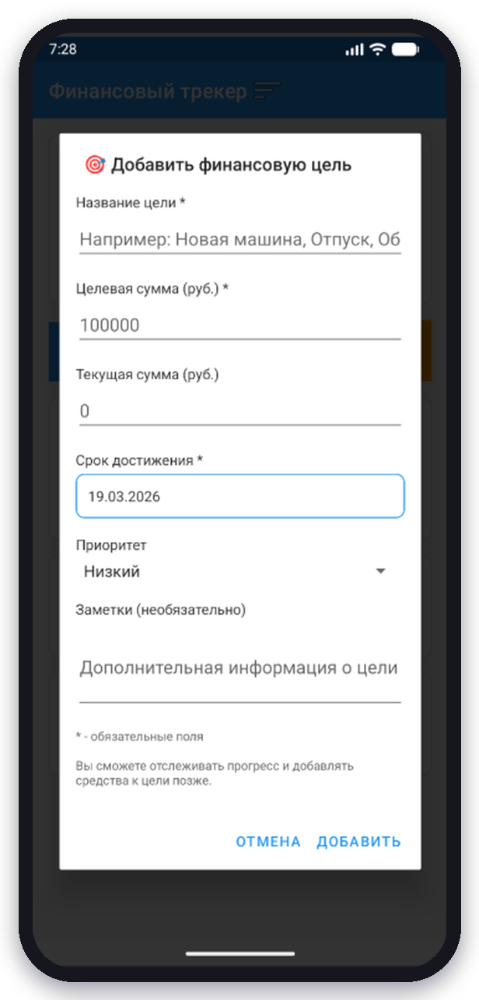 7:28
Финансовый трекер
🎯 Добавить финансовую цель
Название цели *
Например: Новая машина, Отпуск, Об
Целевая сумма (руб.) *
100000
Текущая сумма (руб.)
0
Срок достижения *
19.03.2026
Приоритет
Низкий
Заметки (необязательно)
Дополнительная информация о цели
* - обязательные поля
Вы сможете отслеживать прогресс и добавлять
средства к цели позже.
ОТМЕНА ДОБАВИТЬ